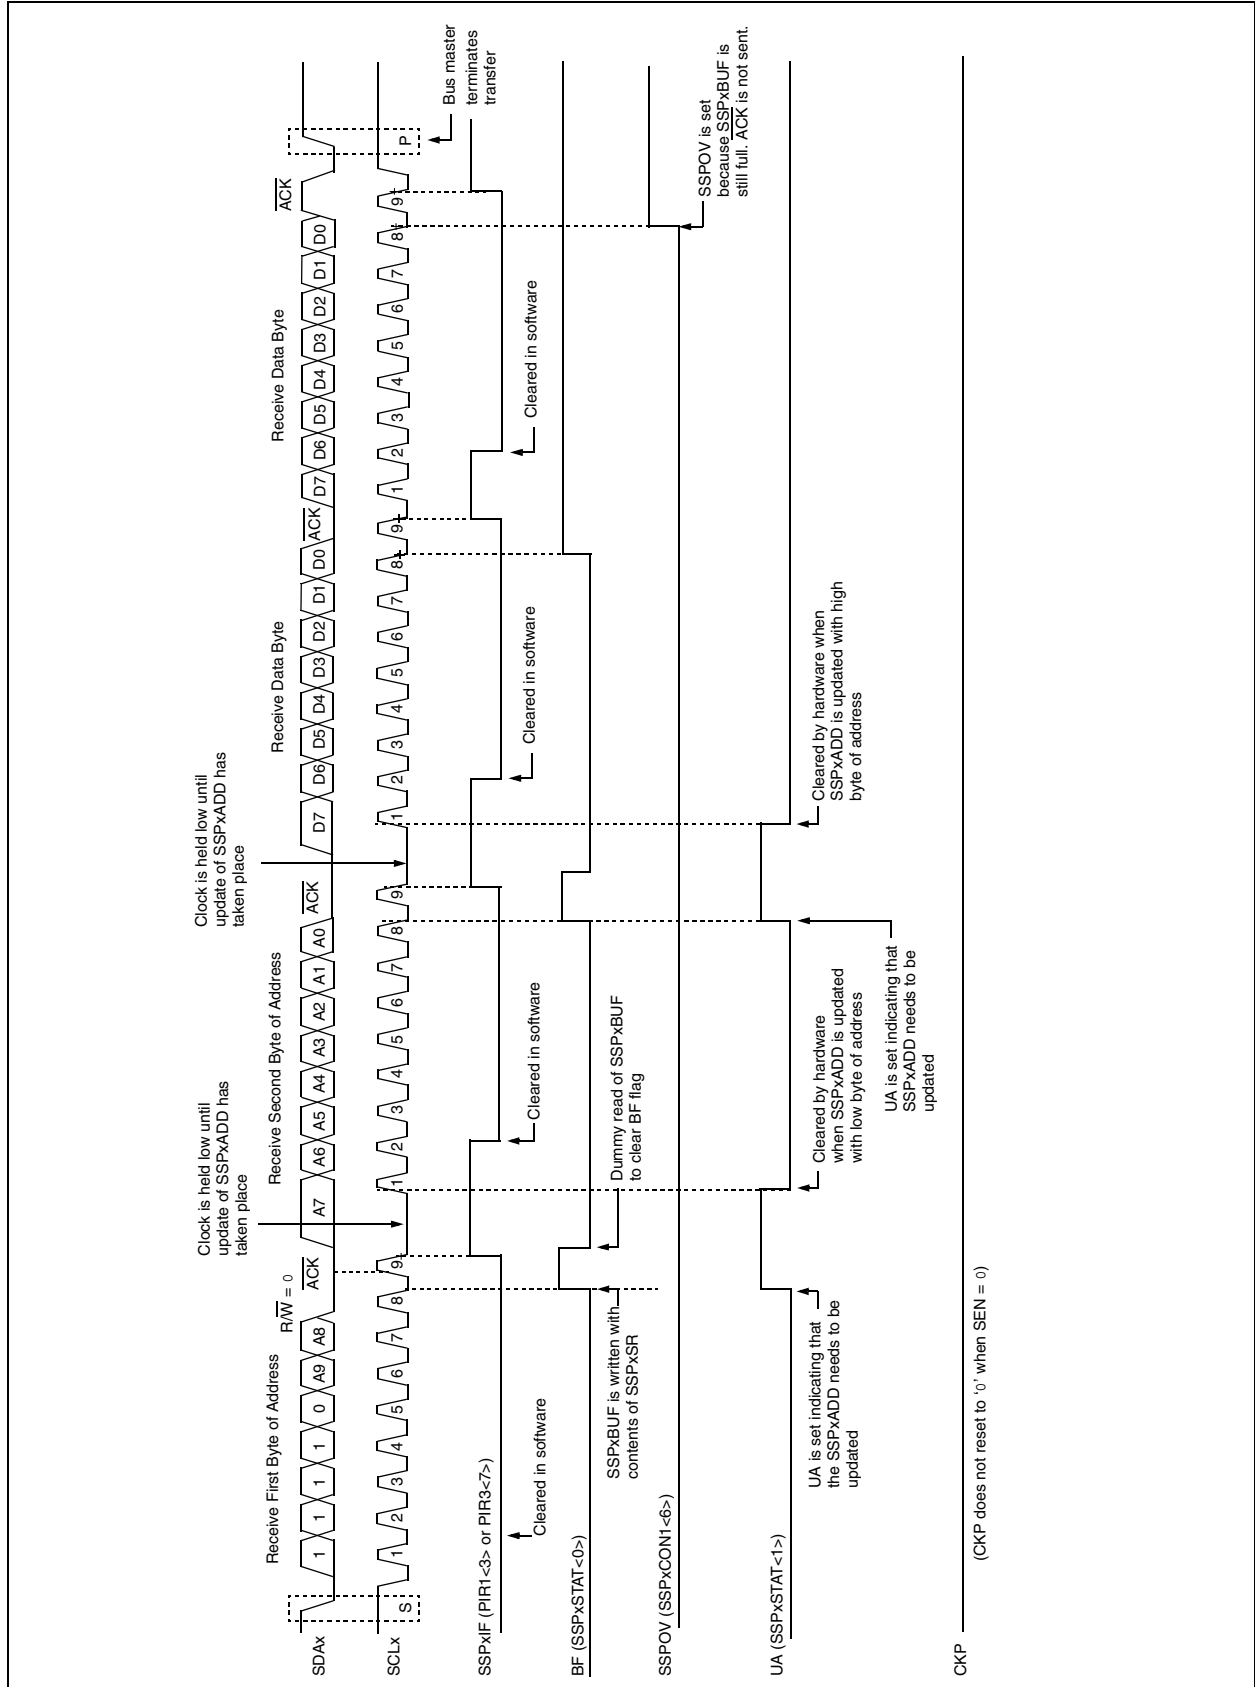 Receive First Byte of Address
R/W = 0
ACK
Clock is held low until
update of SSPxADD has
taken place
Receive Second Byte of Address
ACK
Clock is held low until
update of SSPxADD has
taken place
Receive Data Byte
ACK
Receive Data Byte
ACK
SDAx
1 1 1 1 0 A9 A8
A7 A6 A5 A4 A3 A2 A1 A0
D7 D6 D5 D4 D3 D2 D1 D0
D7 D6 D5 D4 D3 D2 D1 D0
SCLx
S
1 2 3 4 5 6 7 8 9
1 2 3 4 5 6 7 8 9
1 2 3 4 5 6 7 8 9
1 2 3 4 5 6 7 8 9
P
Bus master
terminates
transfer
SSPxIF (PIR1<3> or PIR3<7>)
Cleared in software
Cleared in software
Cleared in software
Cleared in software
BF (SSPxSTAT<0>)
SSPxBUF is written with
contents of SSPxSR
Dummy read of SSPxBUF
to clear BF flag
SSPOV (SSPxCON1<6>)
SSPOV is set
because SSPxBUF is
still full. ACK is not sent.
UA (SSPxSTAT<1>)
UA is set indicating that
the SSPxADD needs to be
updated
Cleared by hardware
when SSPxADD is updated
with low byte of address
UA is set indicating that
SSPxADD needs to be
updated
Cleared by hardware when
SSPxADD is updated with high
byte of address
CKP
(CKP does not reset to ‘0’ when SEN = 0)